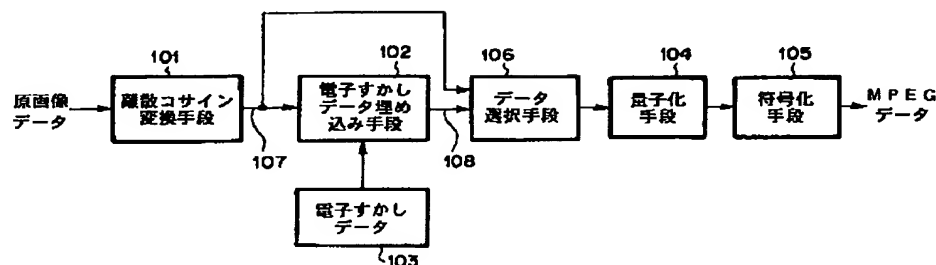 101
102
106
104
105
原画像
データ
離散コサイン
変換手段
電子すかし
データ埋め
込み手段
データ
選択手段
量子化
手段
符号化
手段
MPEG
データ
107
108
電子すかし
データ
103